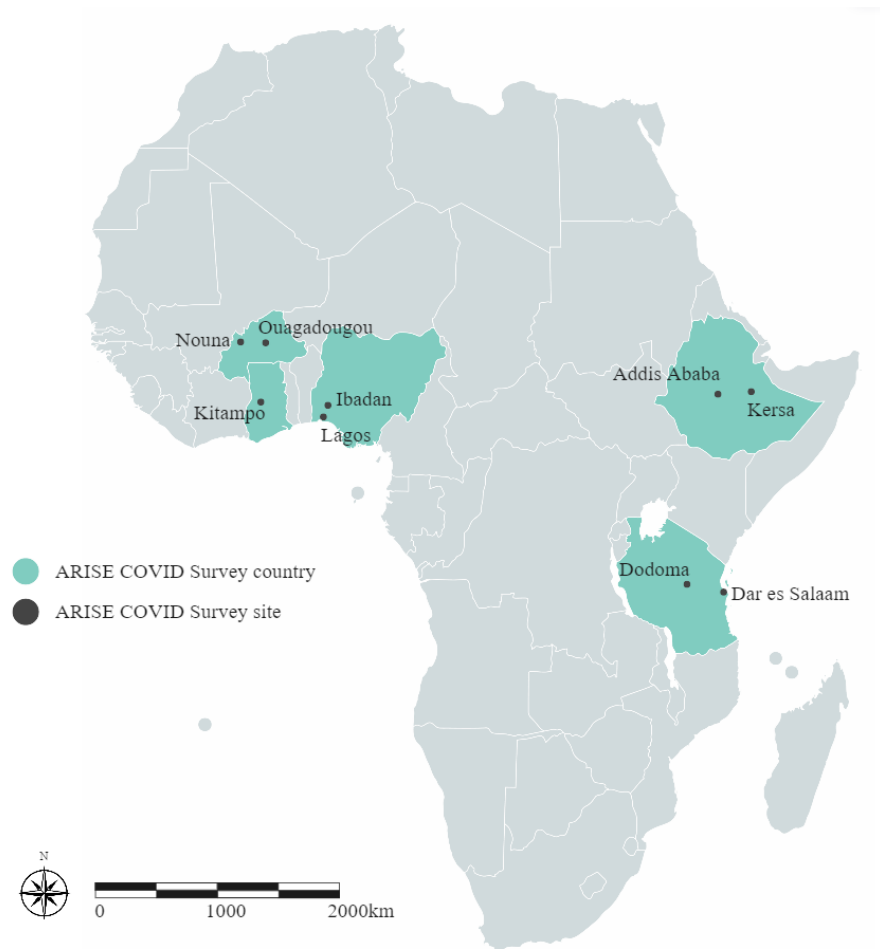 Ouagadougou
Nouna
Addis Ababa
Ibadan
Kitampo
Kersa
Lagos
ARISE COVID Survey country
Dodoma
Dar es Salaam
ARISE COVID Survey site
N
0 1000 2000km